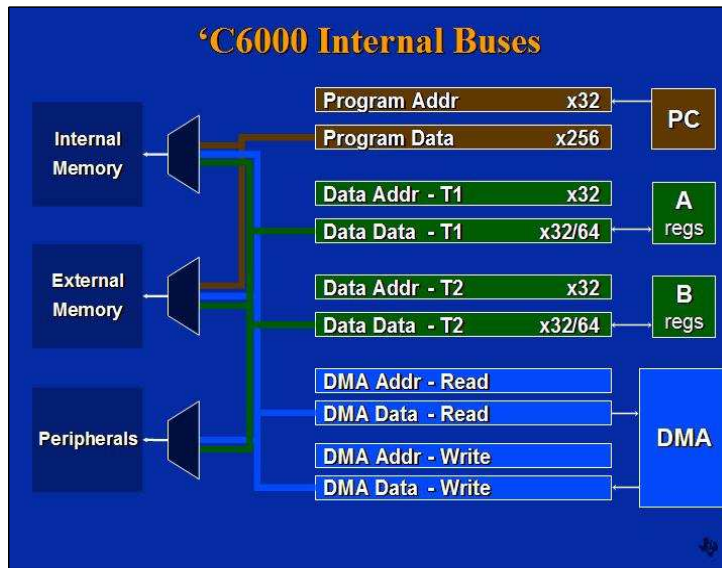 ‘C6000 Internal Buses
Internal
Memory
External
Memory
Peripherals
Program Addr x32
Program Data x256
Data Addr - T1 x32
Data Data - T1 x32/64
Data Addr - T2 x32
Data Data - T2 x32/64
DMA Addr - Read
DMA Data - Read
DMA Addr - Write
DMA Data - Write
PC
A
regs
B
regs
DMA